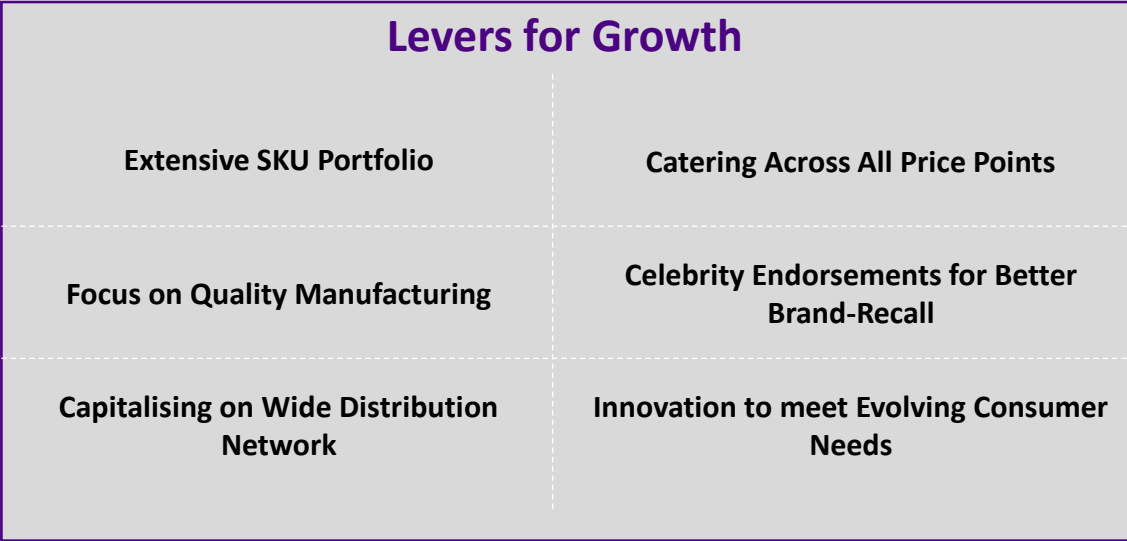 Levers for Growth
Extensive SKU Portfolio
Catering Across All Price Points
Focus on Quality Manufacturing
Celebrity Endorsements for Better
Brand-Recall
Capitalising on Wide Distribution
Network
Innovation to meet Evolving Consumer
Needs